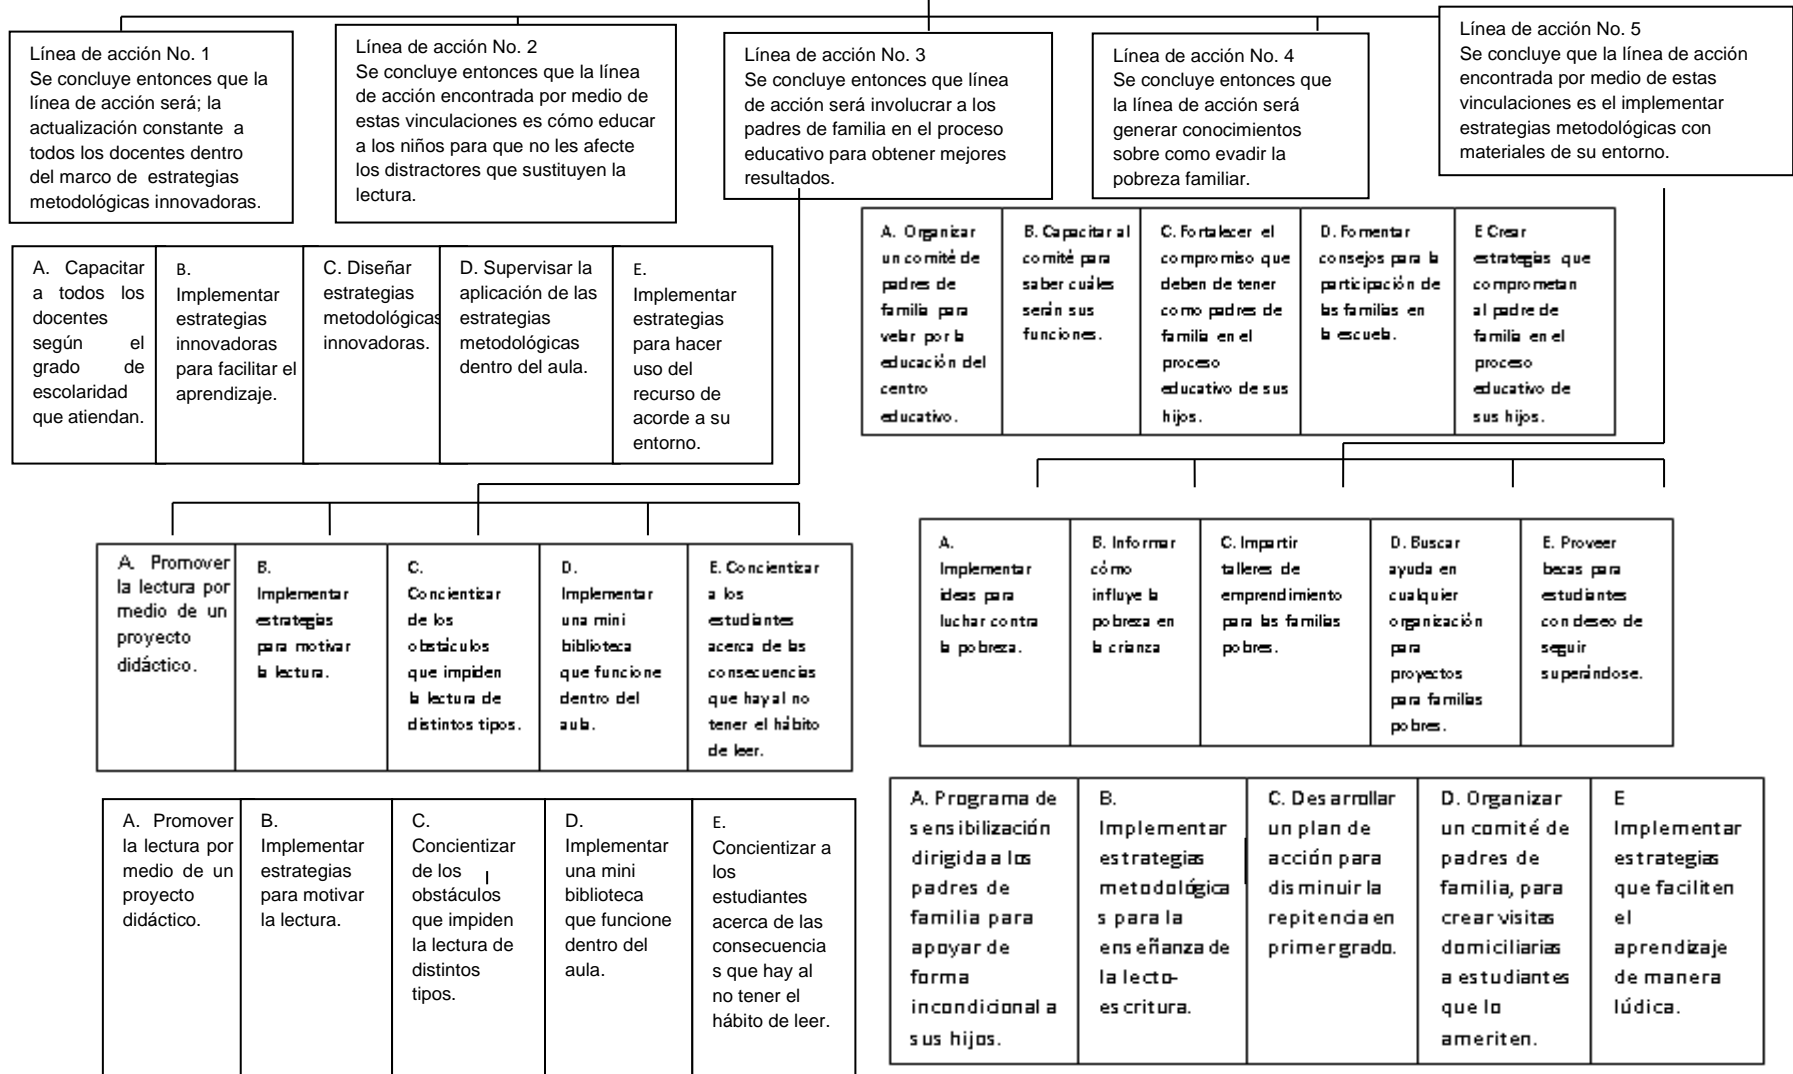 Línea de acción No. 1
Se concluye entonces que la
línea de acción será; la
actualización constante a
todos los docentes dentro
del marco de estrategias
metodológicas innovadoras.
Línea de acción No. 2
Se concluye entonces que la línea
de acción encontrada por medio de
estas vinculaciones es cómo educar
a los niños para que no les afecte
los distractores que sustituyen la
lectura.
Línea de acción No. 3
Se concluye entonces que línea
de acción será involucrar a los
padres de familia en el proceso
educativo para obtener mejores
resultados.
Línea de acción No. 4
Se concluye entonces que
la línea de acción será
generar conocimientos
sobre como evadir la
pobreza familiar.
Línea de acción No. 5
Se concluye que la línea de acción
encontrada por medio de estas
vinculaciones es el implementar
estrategias metodológicas con
materiales de su entorno.
A. Capacitar
a todos los
docentes
según el
grado de
escolaridad
que atiendan.
B.
Implementar
estrategias
innovadoras
para facilitar el
aprendizaje.
C. Diseñar
estrategias
metodológicas
innovadoras.
D. Supervisar la
aplicación de las
estrategias
metodológicas
dentro del aula.
E.
Implementar
estrategias
para hacer
uso del
recurso de
acorde a su
entorno.
A. Organizar
un comité de
padres de
familia para
velar por la
educación del
centro
educativo.
B. Capacitar al
comité para
saber cuáles
serán sus
funciones.
C. Fortalecer el
compromiso que
deben de tener
como padres de
familia en el
proceso
educativo de sus
hijos.
D. Fomentar
consejos para la
participación de
las familias en
la escuela.
E Crear
estrategias que
comprometan
al padre de
familia en el
proceso
educativo de
sus hijos.
A. Promover
la lectura por
medio de un
proyecto
didáctico.
B.
Implementar
estrategias
para motivar
la lectura.
C.
Concientizar
de los
obstáculos
que impiden
la lectura de
distintos tipos.
D.
Implementar
una mini
biblioteca
que funcione
dentro del
aula.
E. Concientizar
a los
estudiantes
acerca de las
consecuencias
que hay al no
tener el hábito
de leer.
A.
Implementar
ideas para
luchar contra
la pobreza.
B. Informar
cómo
influye la
pobreza en
la crianza
C. Impartir
talleres de
emprendimiento
para las familias
pobres.
D. Buscar
ayuda en
cualquier
organización
para
proyectos
para familias
pobres.
E. Proveer
becas para
estudiantes
con deseo de
seguir
superándose.
A. Promover
la lectura por
medio de un
proyecto
didáctico.
B.
Implementar
estrategias
para motivar
la lectura.
C.
Concientizar
de los
obstáculos
que impiden
la lectura de
distintos
tipos.
D.
Implementar
una mini
biblioteca
que funcione
dentro del
aula.
E.
Concientizar a
los
estudiantes
acerca de las
consecuencia
s que hay al
no tener el
hábito de leer.
A. Programa de
sensibilización
dirigida a los
padres de
familia para
apoyar de
forma
incondicional a
sus hijos.
B.
Implementar
estrategias
metodológica
s para la
enseñanza de
la lecto-
escritura.
C. Desarrollar
un plan de
acción para
disminuir la
repitencia en
primer grado.
D. Organizar
un comité de
padres de
familia, para
crear visitas
domiciliarias
a estudiantes
que lo
ameriten.
E
Implementar
estrategias
que faciliten
el
aprendizaje
de manera
lúdica.